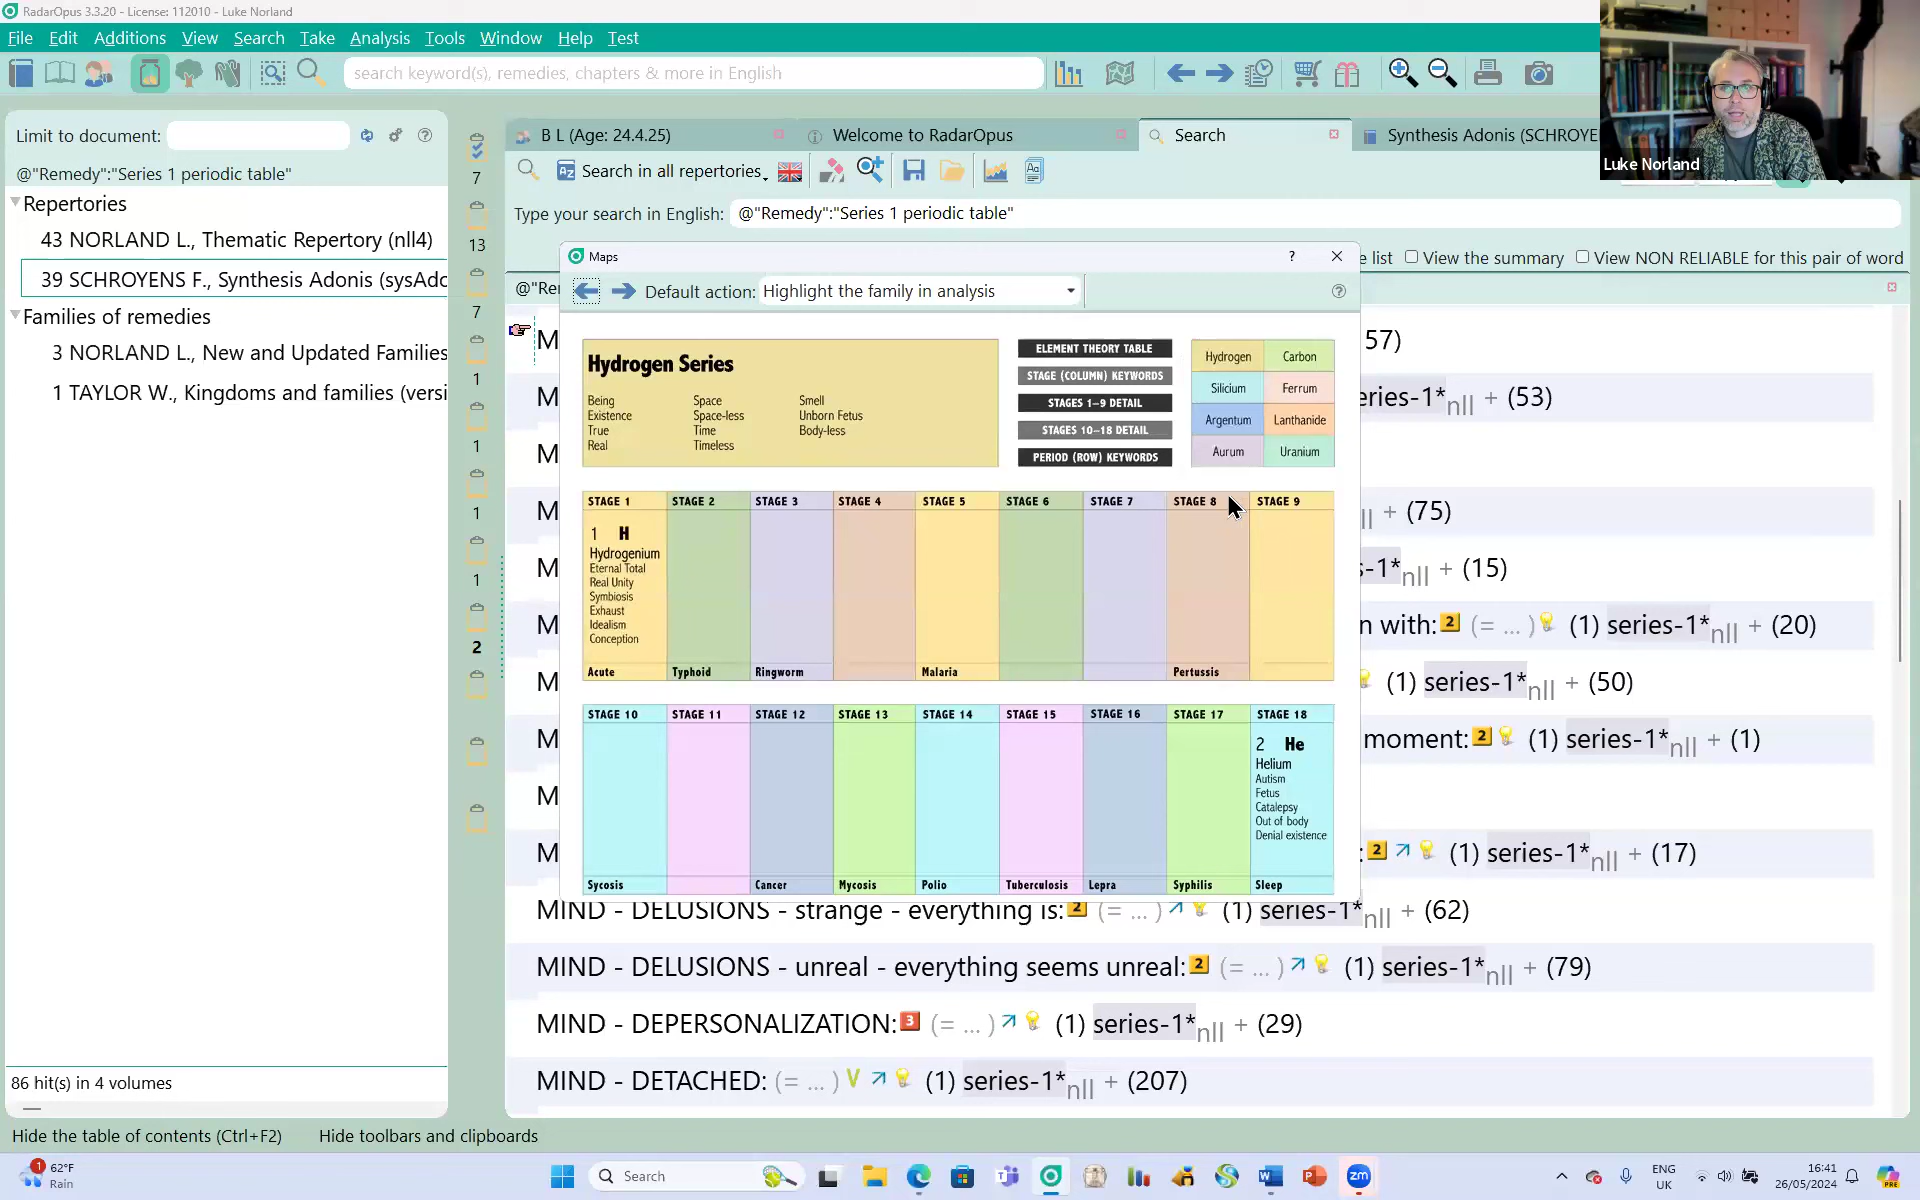 RadarOpus 3.3.20 - License: 112010 - Luke Norland
File Edit Additions View Search Take Analysis Tools Window Help Test
search keyword(s), remedies, chapters & more in English
Luke Norland
Limit to document:
@"Remedy":"Series 1 periodic table"
Repertories
43 NORLAND L., Thematic Repertory (nll4)
39 SCHROYENS F., Synthesis Adonis (sysAdo
Families of remedies
3 NORLAND L., New and Updated Families
1 TAYLOR W., Kingdoms and families (versi
86 hit(s) in 4 volumes
7
13
7
1
1
1
1
2
B L (Age: 24.4.25)
Welcome to RadarOpus
Search
Synthesis Adonis (SCHROYE
Search in all repertories
Type your search in English: @"Remedy":"Series 1 periodic table"
e list View the summary View NON RELIABLE for this pair of word
@"Re
Maps
?
Default action: Highlight the family in analysis
Hydrogen Series
Being Space Smell
Existence Space-less Unborn Fetus
True Time Body-less
Real Timeless
ELEMENT THEORY TABLE
STAGE (COLUMN) KEYWORDS
STAGES 1–9 DETAIL
STAGES 10–18 DETAIL
PERIOD (ROW) KEYWORDS
Hydrogen Carbon
Silicium Ferrum
Argentum Lanthanide
Aurum Uranium
STAGE 1 STAGE 2 STAGE 3 STAGE 4 STAGE 5 STAGE 6 STAGE 7 STAGE 8 STAGE 9
1 H
Hydrogenium
Eternal Total
Real Unity
Symbiosis
Exhaust
Idealism
Conception
Acute Typhoid Ringworm Malaria Pertussis
STAGE 10 STAGE 11 STAGE 12 STAGE 13 STAGE 14 STAGE 15 STAGE 16 STAGE 17 STAGE 18
2 He
Helium
Autism
Fetus
Catalepsy
Out of body
Denial existence
Sycosis Cancer Mycosis Polio Tuberculosis Lepra Syphilis Sleep
M 57)
M eries-1*nll + (53)
M
M ll + (75)
M s-1*nll + (15)
M n with: 2 (= ... ) (1) series-1*nll + (20)
M (1) series-1*nll + (50)
M moment: 2 (1) series-1*nll + (1)
M
M : 2 (1) series-1*nll + (17)
MIND - DELUSIONS - strange - everything is: 2 (= ... ) (1) series-1*nll + (62)
MIND - DELUSIONS - unreal - everything seems unreal: 2 (= ... ) (1) series-1*nll + (79)
MIND - DEPERSONALIZATION: 3 (= ... ) (1) series-1*nll + (29)
MIND - DETACHED: (= ... ) V (1) series-1*nll + (207)
Hide the table of contents (Ctrl+F2) Hide toolbars and clipboards
1
62°F
Rain
Search
zm
ENG
UK
16:41
26/05/2024